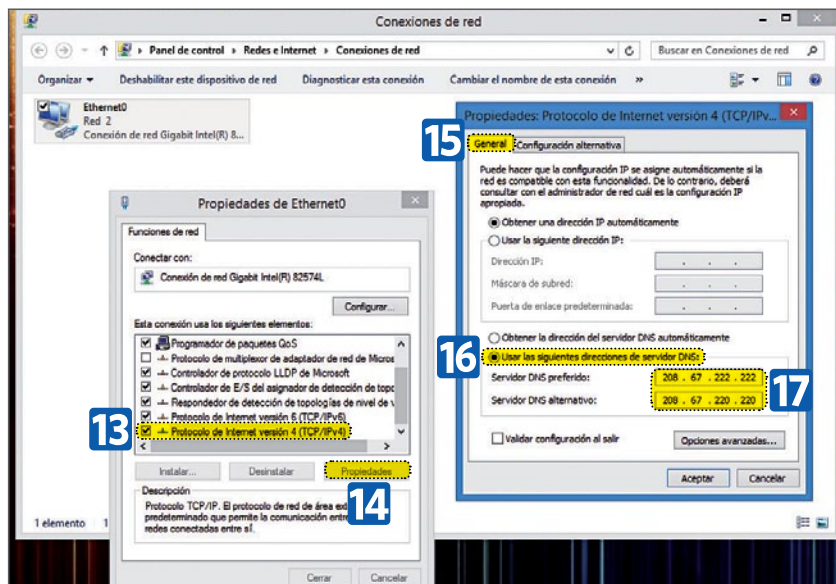 Conexiones de red
Panel de control Redes e Internet Conexiones de red
Buscar en Conexiones de red
Organizar Deshabilitar este dispositivo de red Diagnosticar esta conexión Cambiar el nombre de esta conexión »
Ethernet0
Red 2
Conexión de red Gigabit Intel(R) 8...
13
Propiedades de Ethernet0
Funciones de red
Conectar con:
Conexión de red Gigabit Intel(R) 82574L
Configurar...
Esta conexión usa los siguientes elementos:
Programador de paquetes QoS
Protocolo de multiplexor de adaptador de red de Micros
Controlador de protocolo LLDP de Microsoft
Controlador de E/S del asignador de detección de topo
Respondedor de detección de topologías de nivel de v
Protocolo de Internet versión 6 (TCP/IPv6)
Protocolo de Internet versión 4 (TCP/IPv4)
Instalar... Desinstalar Propiedades
14
Descripción
Protocolo TCP/IP. El protocolo de red de área ex
predeterminado que permite la comunicación entre
redes conectadas entre sí.
Cerrar Cancelar
15
Propiedades: Protocolo de Internet versión 4 (TCP/IPv...
General Configuración alternativa
Puede hacer que la configuración IP se asigne automáticamente si la
red es compatible con esta funcionalidad. De lo contrario, deberá
consultar con el administrador de red cuál es la configuración IP
apropiada.
Obtener una dirección IP automáticamente
Usar la siguiente dirección IP:
Dirección IP:
Máscara de subred:
Puerta de enlace predeterminada:
Obtener la dirección del servidor DNS automáticamente
16
Usar las siguientes direcciones de servidor DNS:
Servidor DNS preferido: 208 . 67 . 222 . 222
Servidor DNS alternativo: 208 . 67 . 220 . 220
17
Validar configuración al salir
Opciones avanzadas...
Aceptar Cancelar
1 elemento 1